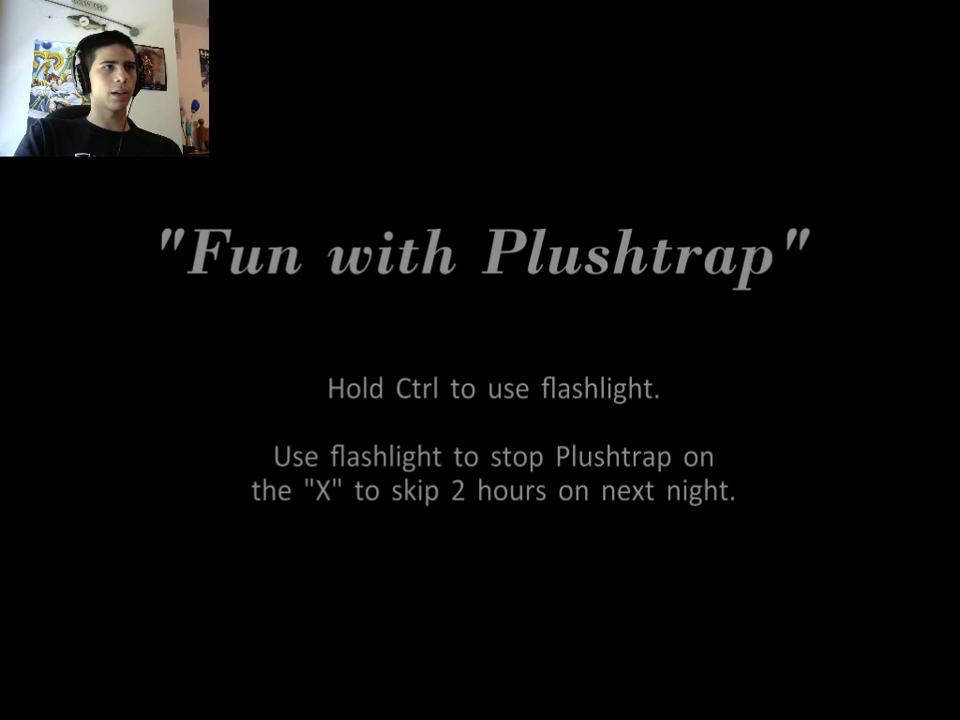 "Fun with Plushtrap"
Hold Ctrl to use flashlight.
Use flashlight to stop Plushtrap on
the "X" to skip 2 hours on next night.